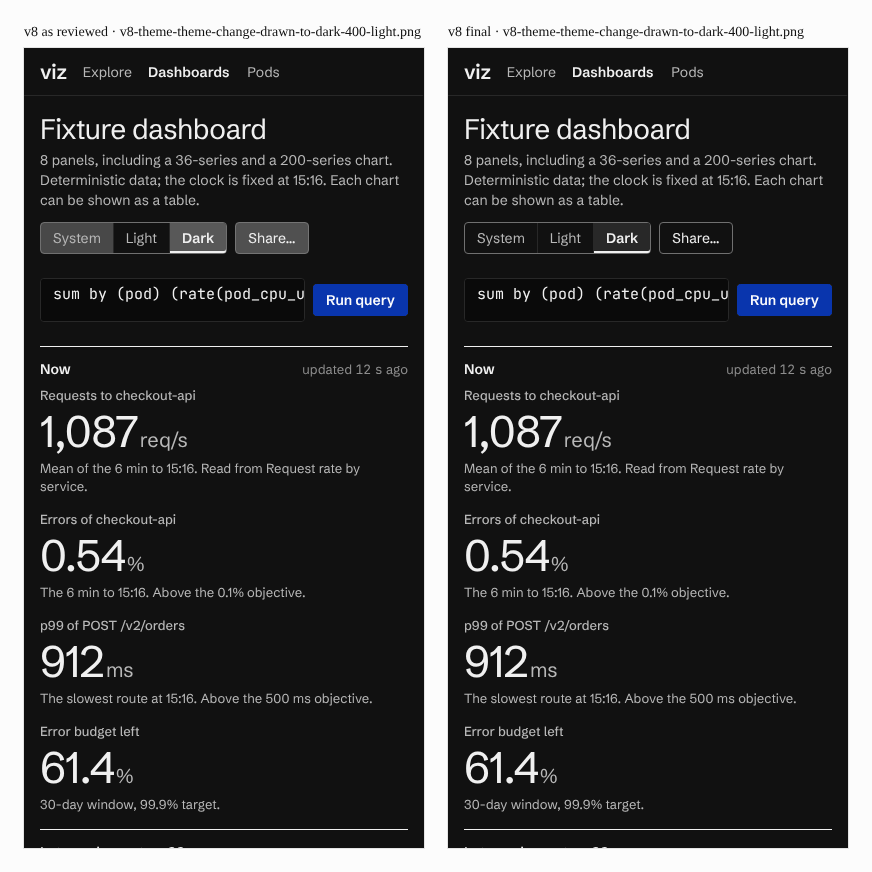 v8 as reviewed · v8-theme-theme-change-drawn-to-dark-400-light.png
viz Explore Dashboards Pods
Fixture dashboard
8 panels, including a 36-series and a 200-series chart.
Deterministic data; the clock is fixed at 15:16. Each chart
can be shown as a table.
System Light Dark Share...
sum by (pod) (rate(pod_cpu_u
Run query
Now updated 12 s ago
Requests to checkout-api
1,087 req/s
Mean of the 6 min to 15:16. Read from Request rate by
service.
Errors of checkout-api
0.54%
The 6 min to 15:16. Above the 0.1% objective.
p99 of POST /v2/orders
912 ms
The slowest route at 15:16. Above the 500 ms objective.
Error budget left
61.4%
30-day window, 99.9% target.
v8 final · v8-theme-theme-change-drawn-to-dark-400-light.png
viz Explore Dashboards Pods
Fixture dashboard
8 panels, including a 36-series and a 200-series chart.
Deterministic data; the clock is fixed at 15:16. Each chart
can be shown as a table.
System Light Dark Share...
sum by (pod) (rate(pod_cpu_u
Run query
Now updated 12 s ago
Requests to checkout-api
1,087 req/s
Mean of the 6 min to 15:16. Read from Request rate by
service.
Errors of checkout-api
0.54%
The 6 min to 15:16. Above the 0.1% objective.
p99 of POST /v2/orders
912 ms
The slowest route at 15:16. Above the 500 ms objective.
Error budget left
61.4%
30-day window, 99.9% target.